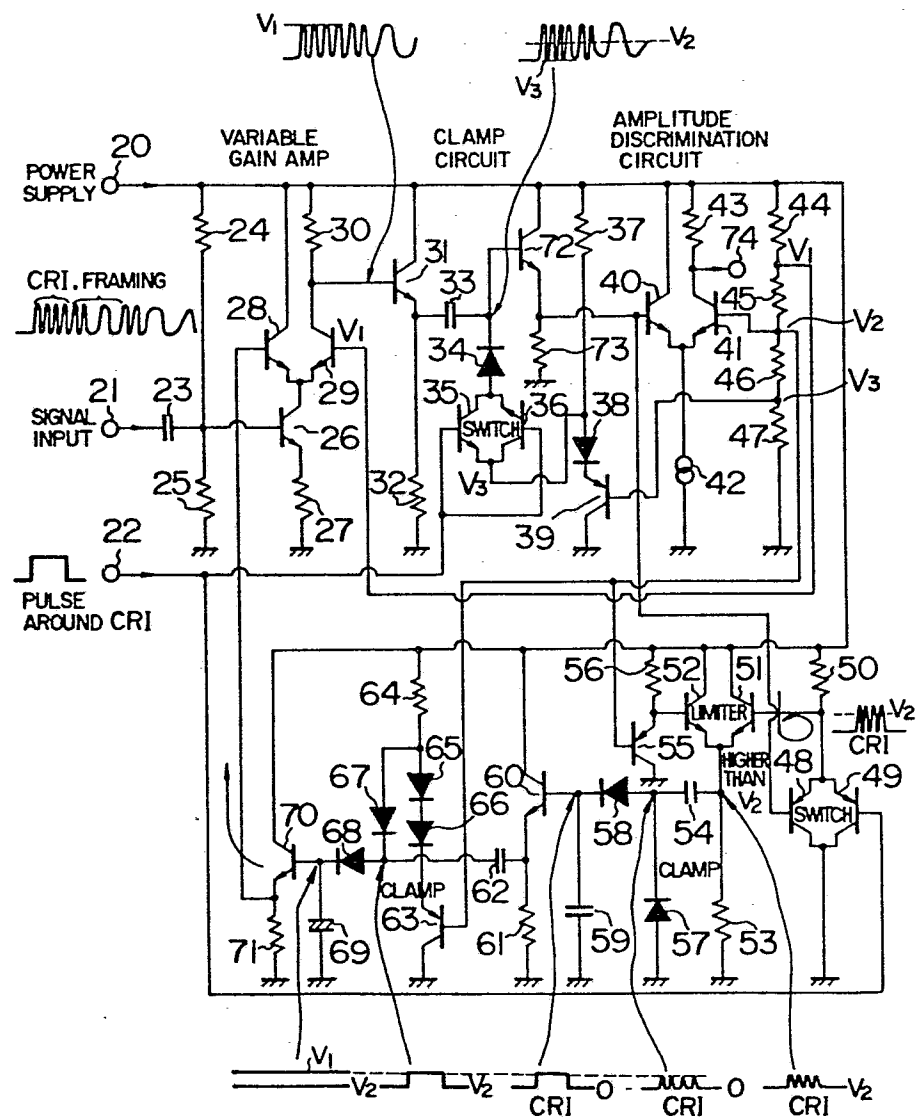 V1
V2
V3
VARIABLE
GAIN AMP
CLAMP
CIRCUIT
AMPLITUDE
DISCRIMINATION
CIRCUIT
20
POWER
SUPPLY
24
30
31
33
72
37
43
44
74
V1
40
45
CRI. FRAMING
28
V1
29
34
41
V2
21
23
35
36
73
38
46
V3
SIGNAL
INPUT
26
SWITCH
47
25
27
32
V3
39
42
22
PULSE
AROUND CRI
56
52
51
50
64
LIMITER
V2
CRI
65
55
HIGHER
THAN
V2
48
49
67
60
58
54
SWITCH
66
70
68
CLAMP
62
CLAMP
63
71
69
61
59
57
53
V1
V2
V2
O
CRI
O
CRI
V2
CRI